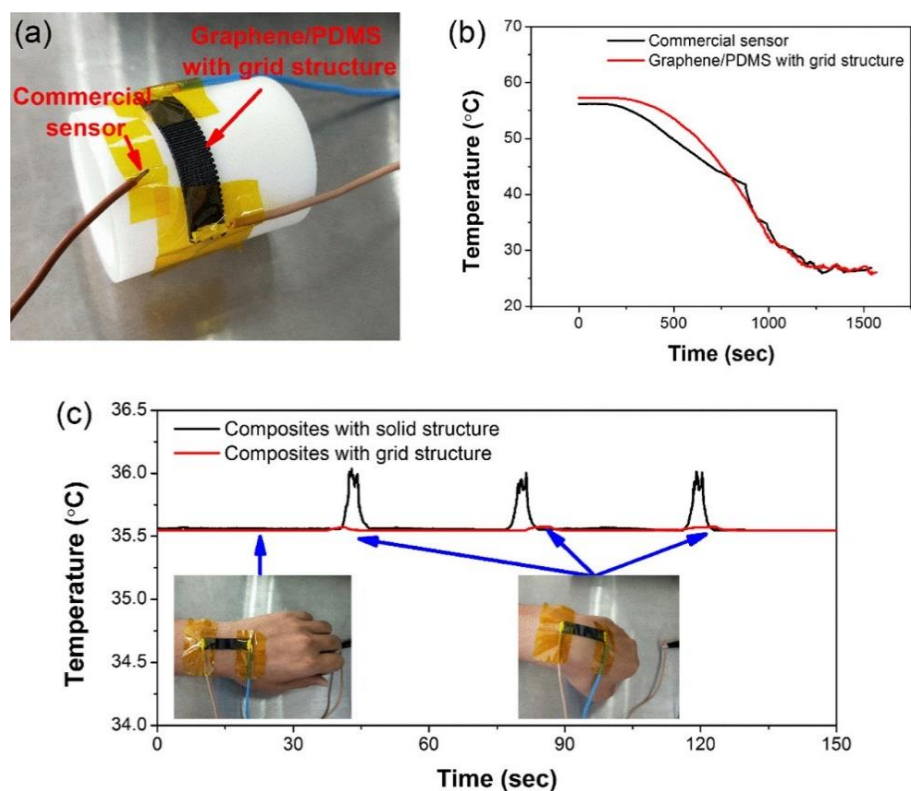 (a)
Graphene/PDMS
with grid structure
Commercial
sensor
(b)
Commercial sensor
Graphene/PDMS with grid structure
Temperature (°C)
70
60
50
40
30
20
0
500
1000
1500
Time (sec)
(c)
Composites with solid structure
Composites with grid structure
Temperature (°C)
36.5
36.0
35.5
35.0
34.5
34.0
0
30
60
90
120
150
Time (sec)